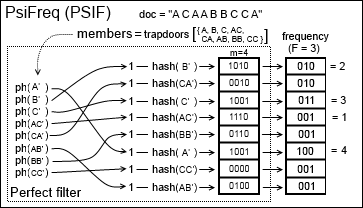 PsiFreq (PSIF) doc = "A C A A B B C C A"
members = trapdoors [{ A, B, C, AC,
CA, AB, BB, CC }]
frequency
(F = 3)
m=4
ph(A') 1 hash( B' ) 1010 010 = 2
ph(B') 1 hash(CA') 0010 010
ph(C') 1 hash( C' ) 1001 011 = 3
ph(AC') 1 hash(AC') 1110 001 = 1
ph(CA') 1 hash(BB') 0110 001
ph(AB') 1 hash( A' ) 1001 100 = 4
ph(BB') 1 hash(CC') 0000 001
ph(CC') 1 hash(AB') 0100 001
Perfect filter